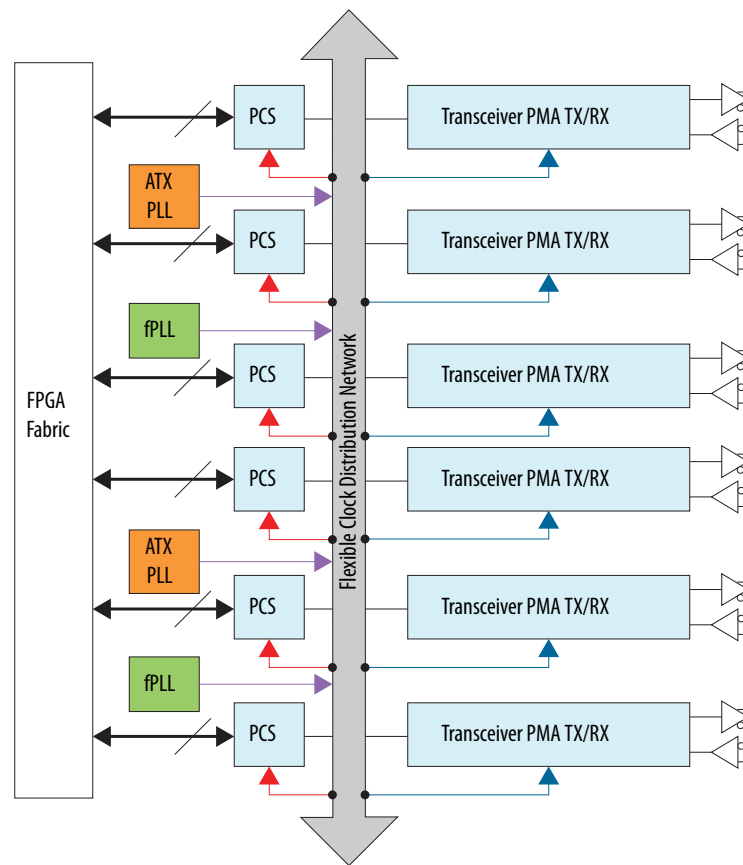 PCS
Transceiver PMA TX/RX
ATX
PLL
PCS
Transceiver PMA TX/RX
fPLL
PCS
Transceiver PMA TX/RX
FPGA
Fabric
Flexible Clock Distribution Network
PCS
Transceiver PMA TX/RX
ATX
PLL
PCS
Transceiver PMA TX/RX
fPLL
PCS
Transceiver PMA TX/RX